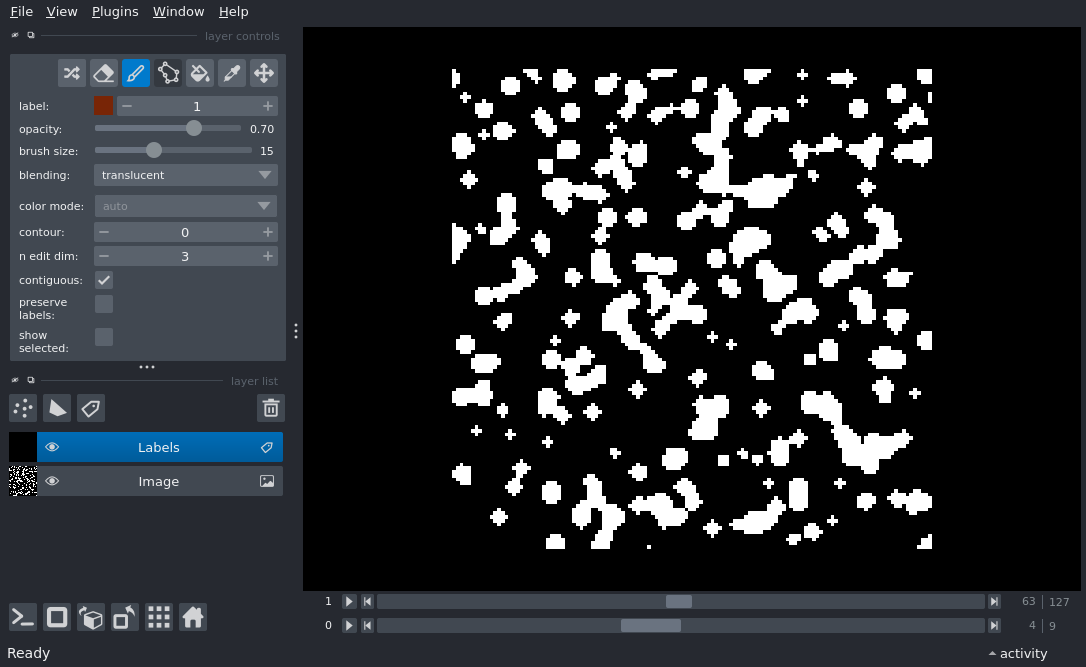 File View Plugins Window Help
layer controls
label: 1
opacity: 0.70
brush size: 15
blending: translucent
color mode: auto
contour: 0
n edit dim: 3
contiguous:
preserve
labels:
show
selected:
layer list
Labels
Image
1 63 127
0 4 9
Ready activity